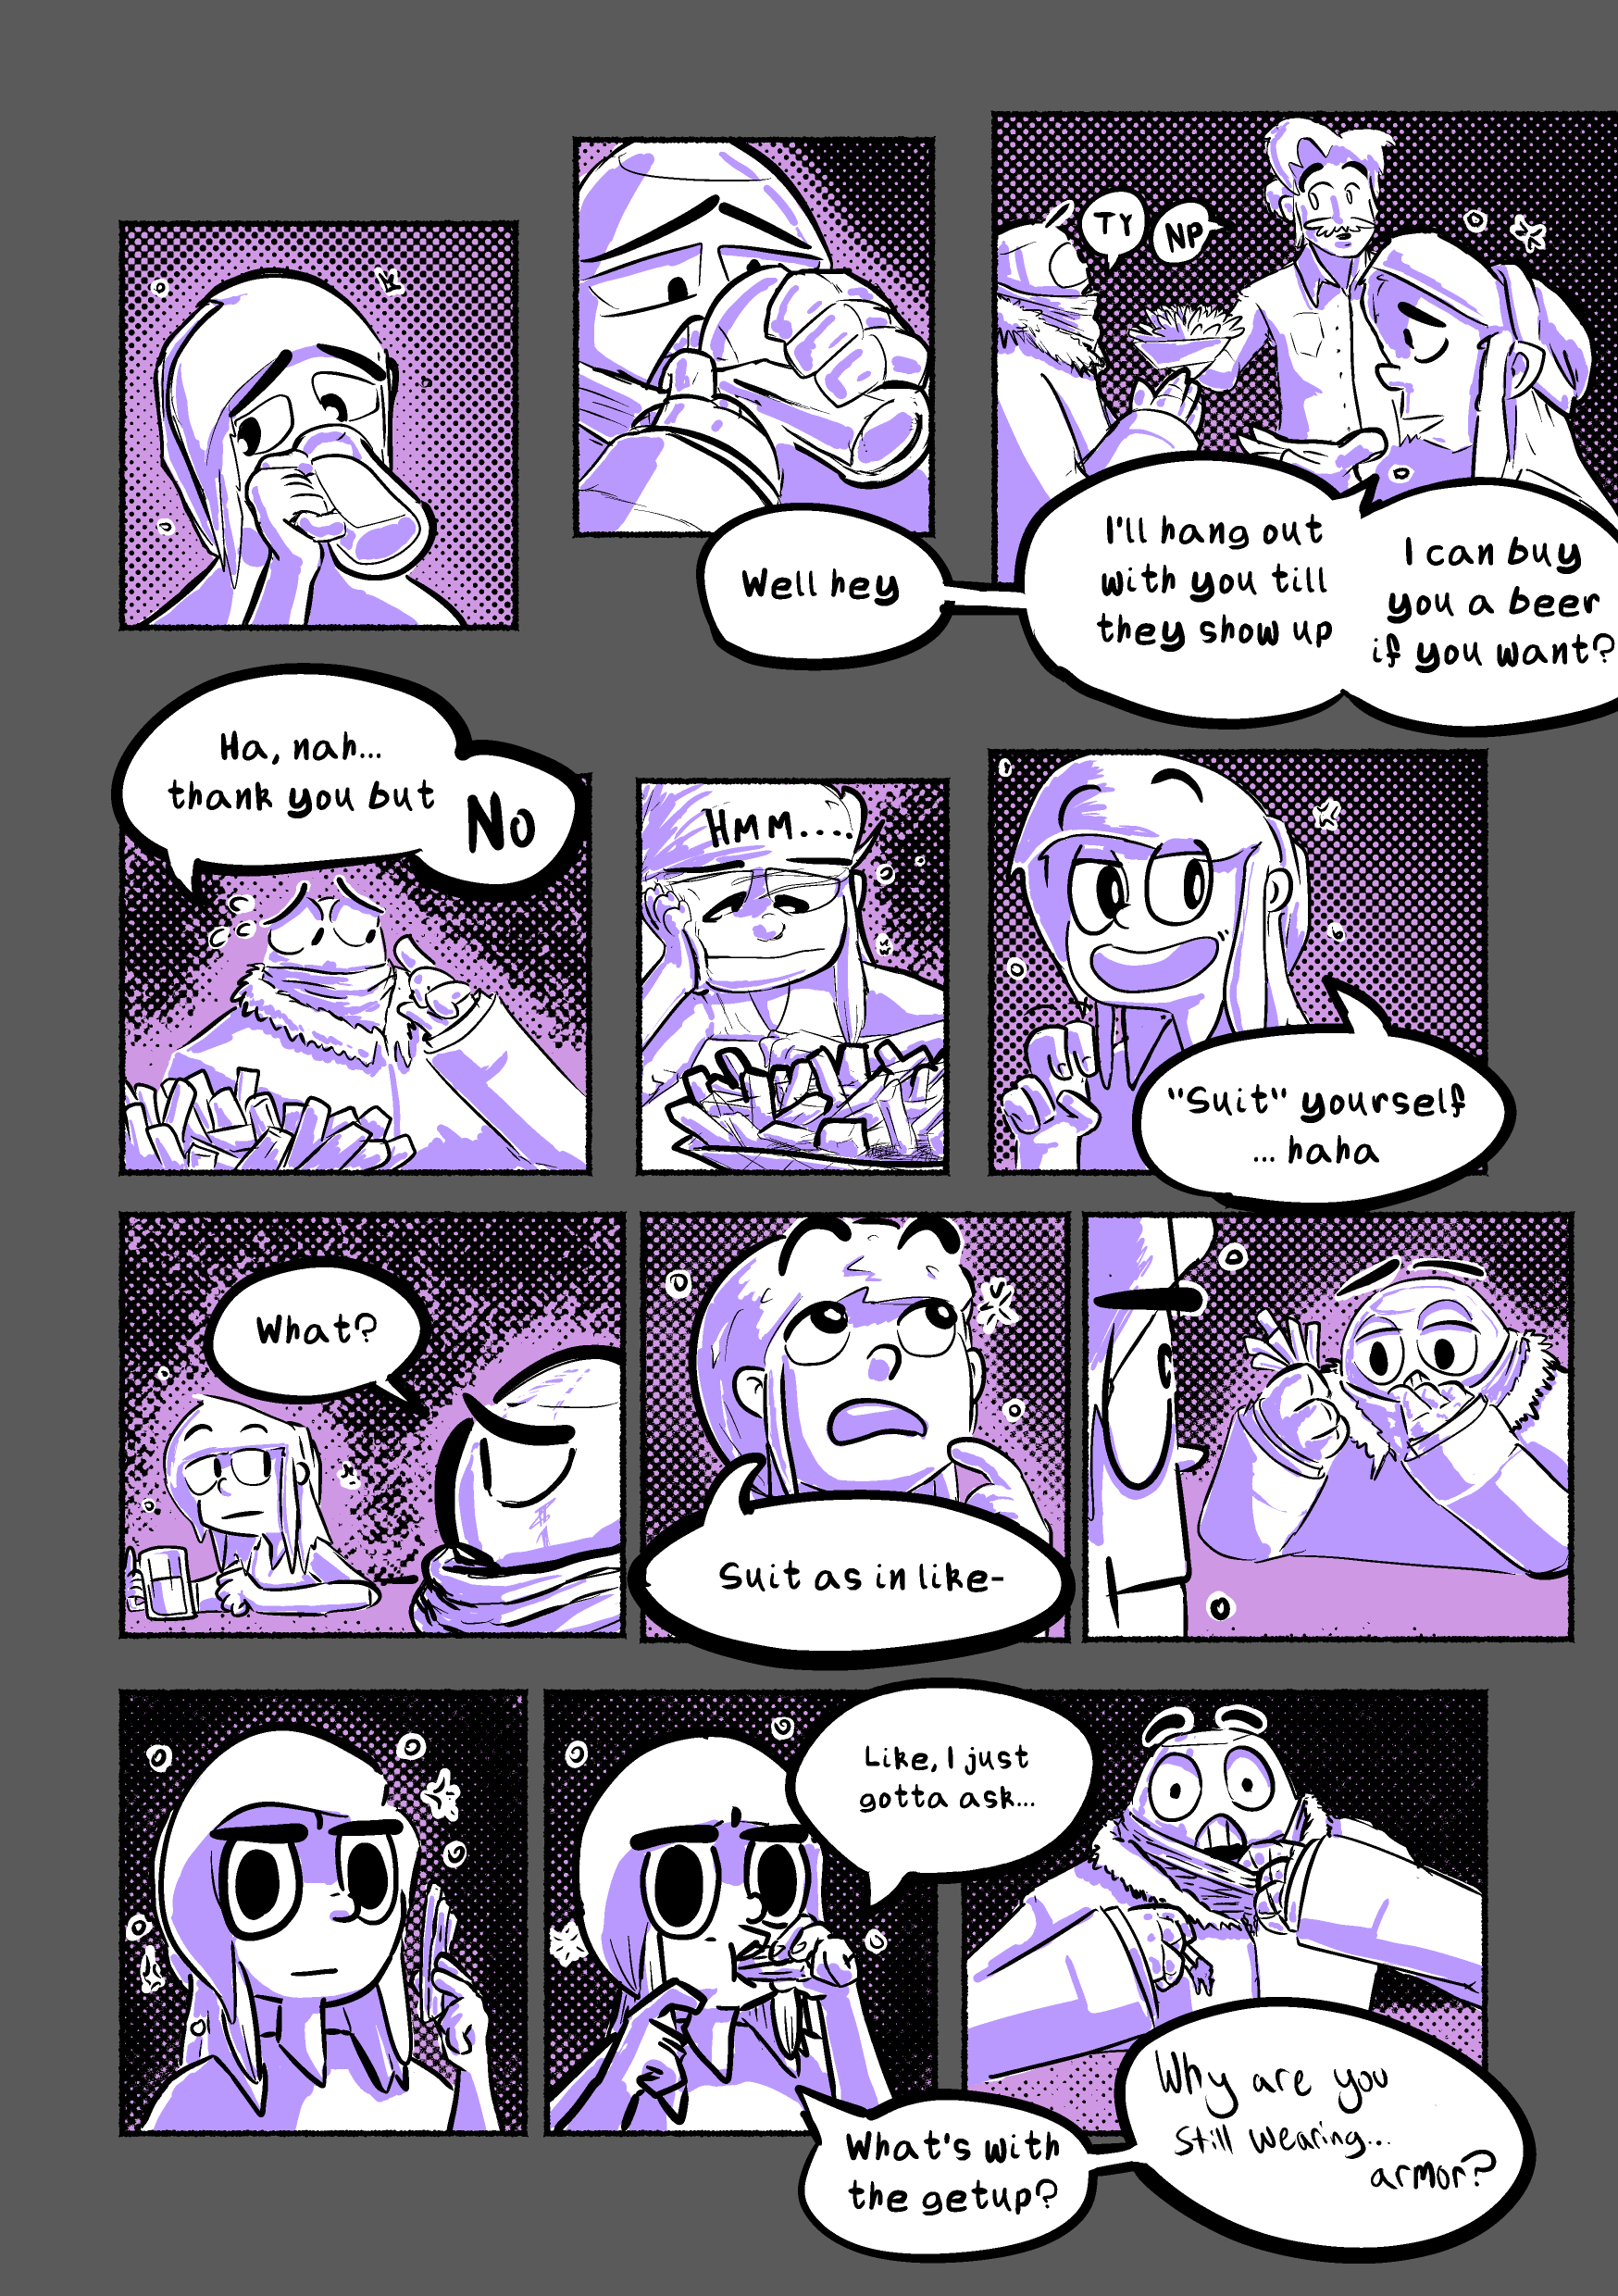 TY
NP
Well hey
I'll hang out
with you till
they show up
I can buy
you a beer
if you want?
Ha, nah...
thank you but
No
HMM....
"Suit" yourself
... haha
What?
Suit as in like-
Like, I just
gotta ask...
What's with
the getup?
Why are you
still wearing...
armor?